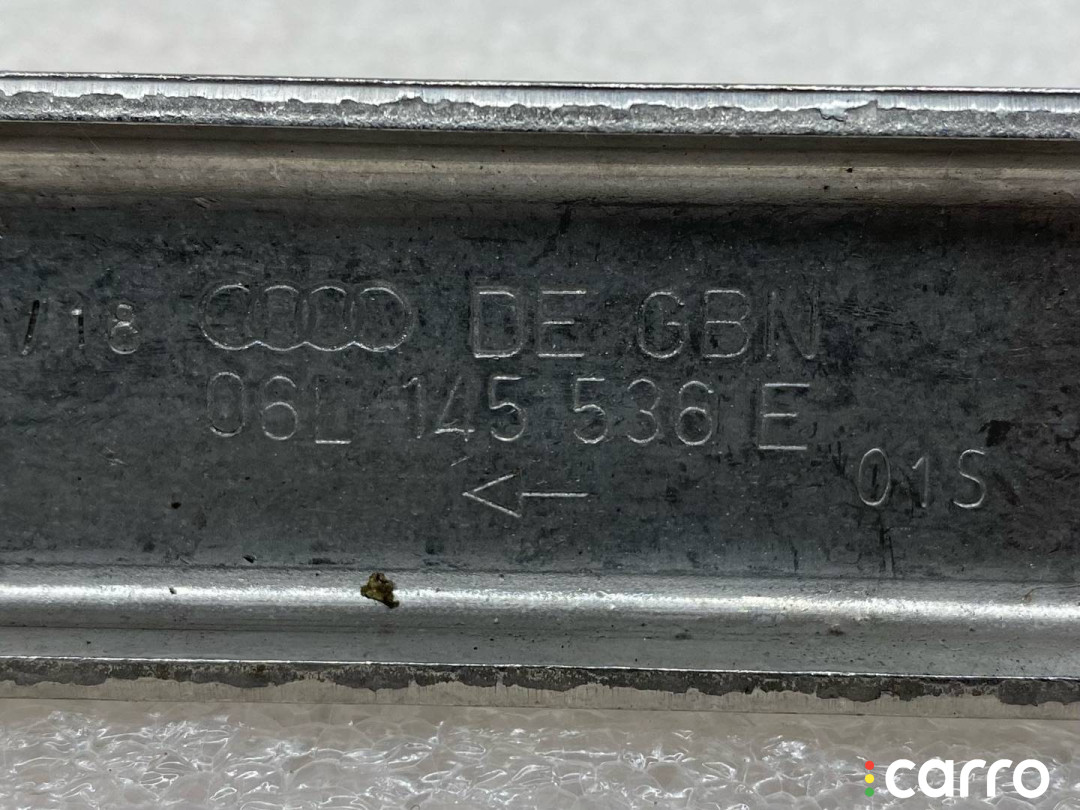 /18 DE GBN
06L 145 536 E
01S
carro